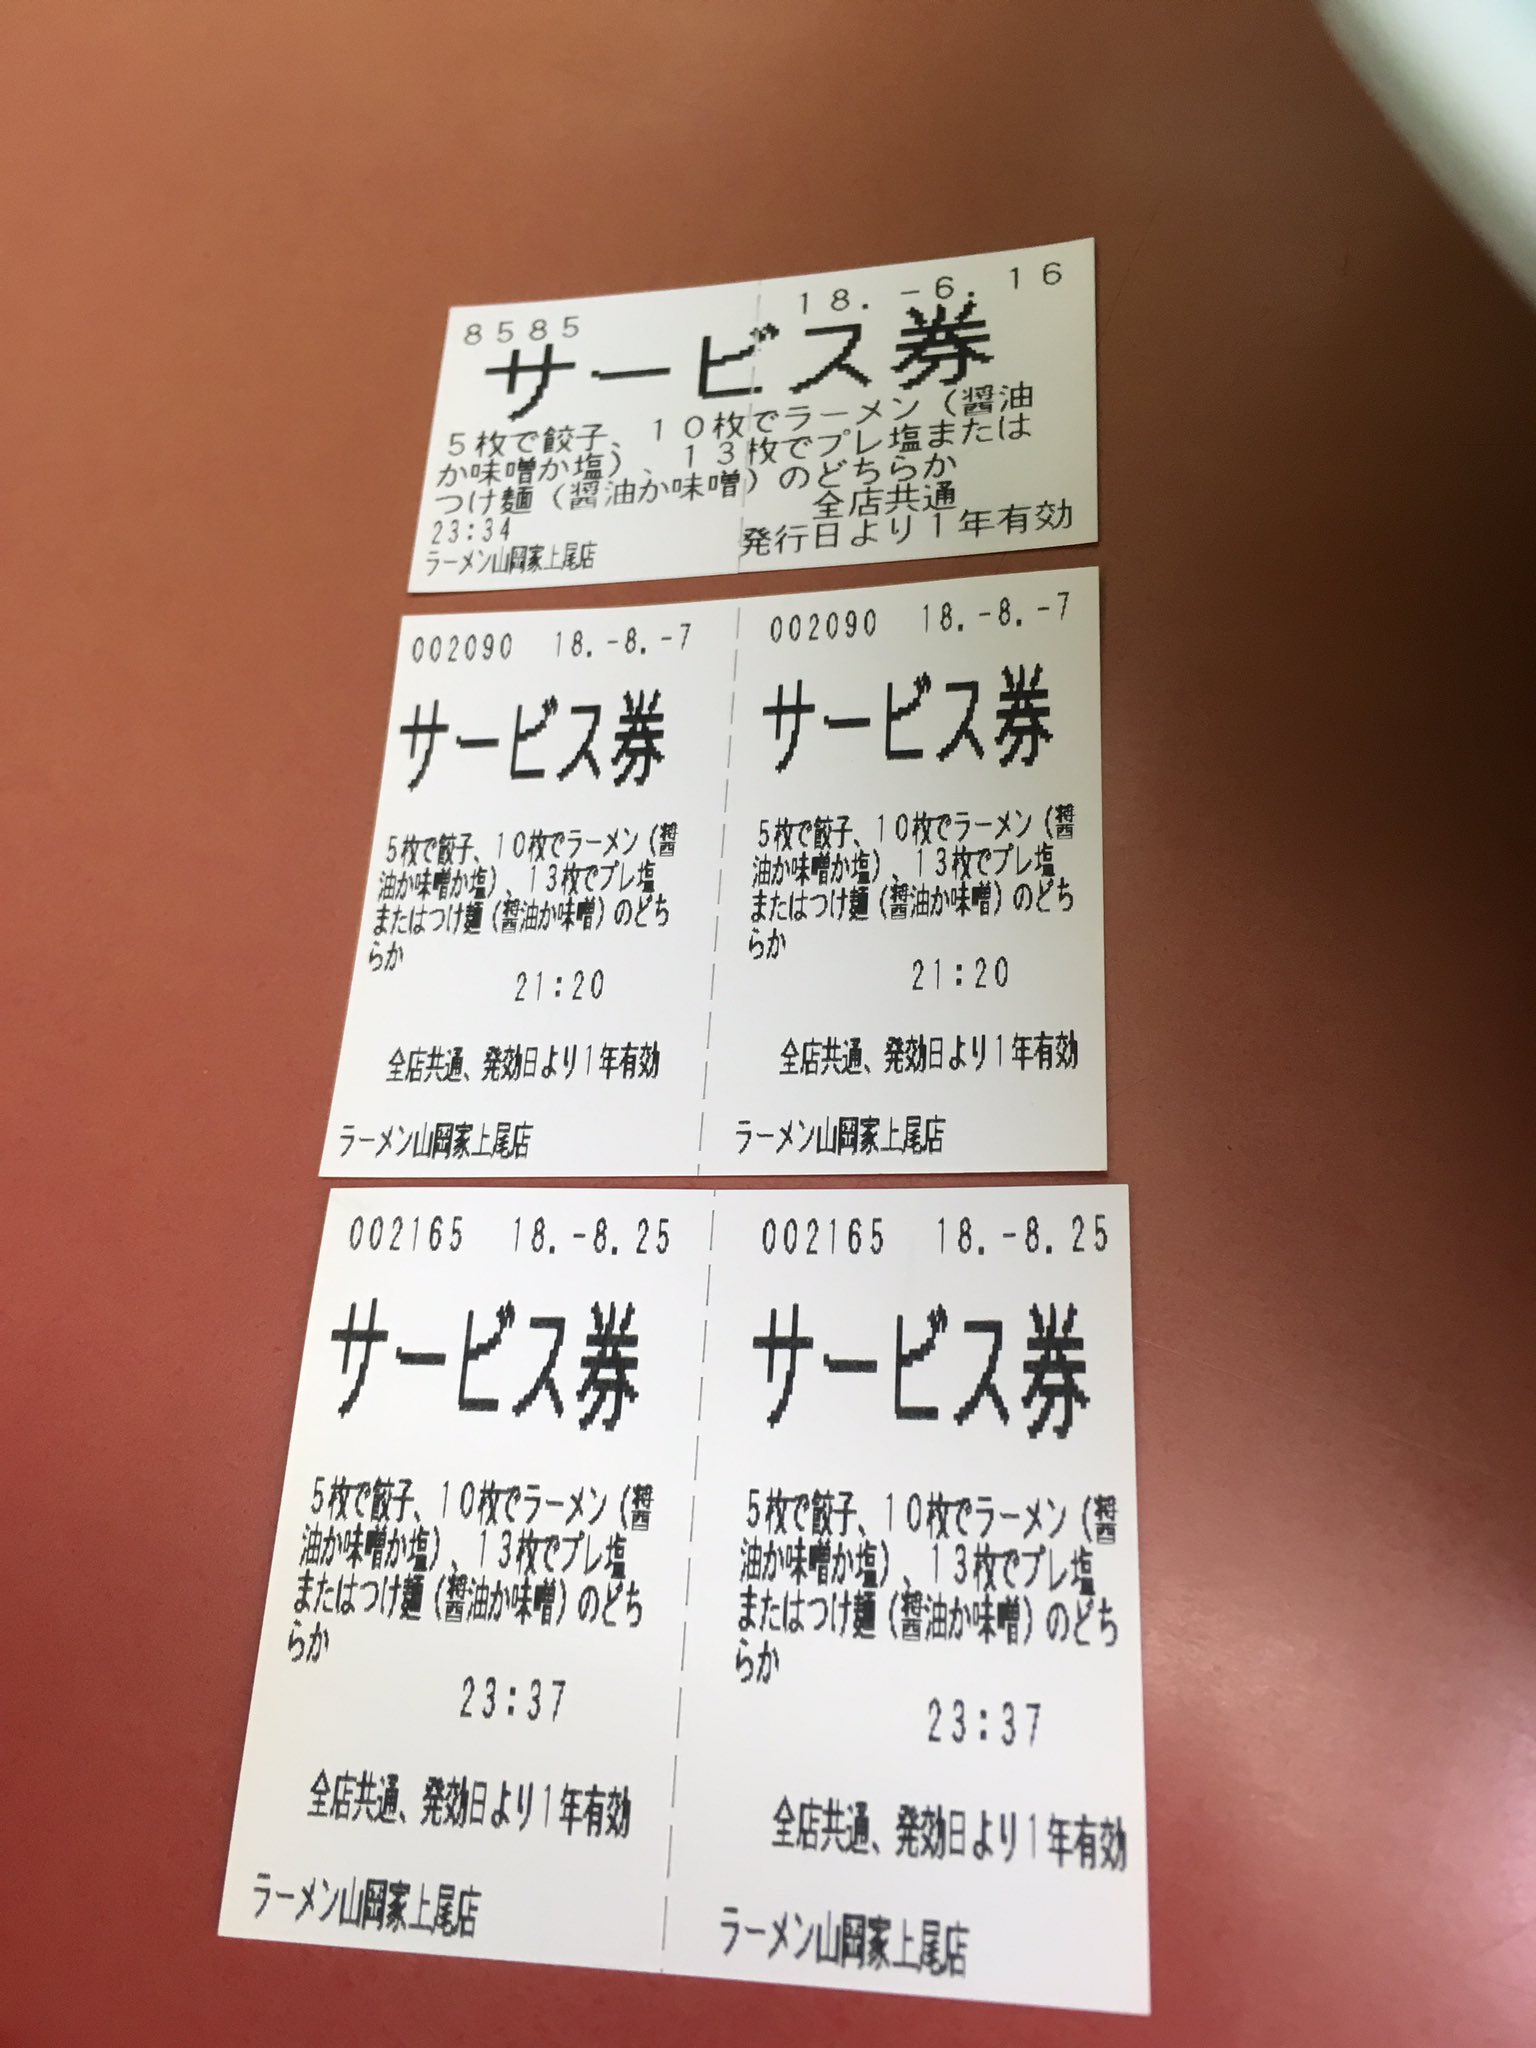 8585 18.-6.16
サービス券
5枚で餃子、10枚でラーメン(醤油
か味噌か塩)、13枚でプレ塩または
つけ麺(醤油か味噌)のどちらか
全店共通
23:34
発行日より1年有効
ラーメン山岡家上尾店
002090 18.-8.-7
サービス券
5枚で餃子、10枚でラーメン(醤
油か味噌か塩)、13枚でプレ塩
またはつけ麺(醤油か味噌)のどち
らか
21:20
全店共通、発効日より1年有効
ラーメン山岡家上尾店
002090 18.-8.-7
サービス券
5枚で餃子、10枚でラーメン(醤
油か味噌か塩)、13枚でプレ塩
またはつけ麺(醤油か味噌)のどち
らか
21:20
全店共通、発効日より1年有効
ラーメン山岡家上尾店
002165 18.-8.25
サービス券
5枚で餃子、10枚でラーメン(醤
油か味噌か塩)、13枚でプレ塩
またはつけ麺(醤油か味噌)のどち
らか
23:37
全店共通、発効日より1年有効
ラーメン山岡家上尾店
002165 18.-8.25
サービス券
5枚で餃子、10枚でラーメン(醤
油か味噌か塩)、13枚でプレ塩
またはつけ麺(醤油か味噌)のどち
らか
23:37
全店共通、発効日より1年有効
ラーメン山岡家上尾店